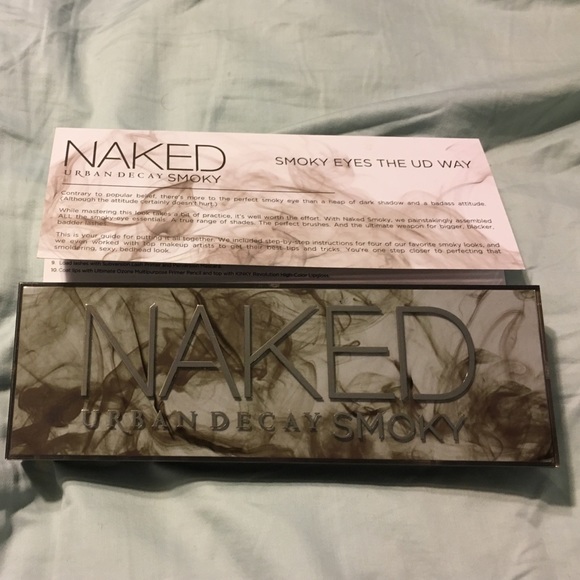 NAKED
URBAN DECAY SMOKY
SMOKY EYES THE UD WAY
Contrary to popular belief, there's more to the perfect smoky eye than a heap of dark shadow and a badass attitude.
(Although the attitude certainly doesn't hurt.)
While mastering this look takes a bit of practice, it's well worth the effort. With Naked Smoky, we painstakingly assembled
ALL the smoky-eye essentials. A true range of shades. The perfect brushes. And the ultimate weapon for bigger, blacker,
badder lashes.
This is your guide for putting it all together. We included step-by-step instructions for four of our favorite smoky looks, and
we even worked with top makeup artists to get their best tips and tricks. You're one step closer to perfecting that
smoldering, sexy, bedhead look.
10.
NAKED
URBAN DECAY SMOKY